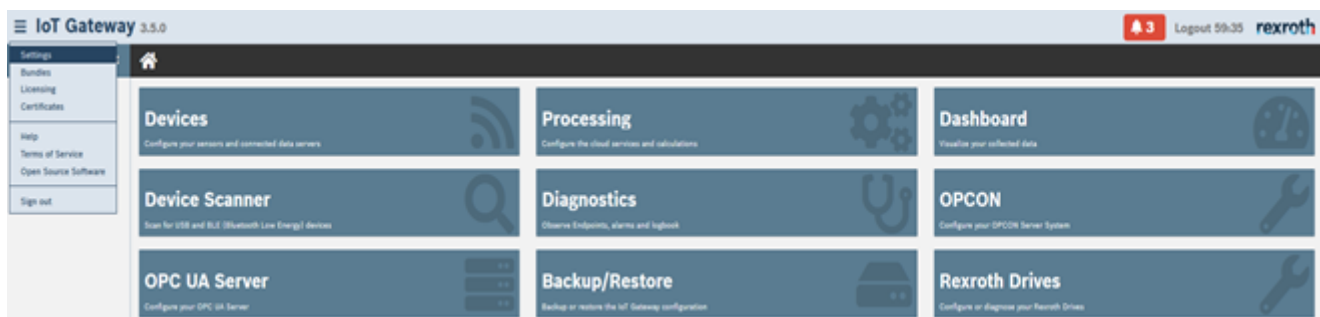 IoT Gateway 3.5.0
3 Logout 59:35 rexroth
Settings
Bundles
Licensing
Certificates
Help
Terms of Service
Open Source Software
Sign out
Devices
Configure your sensors and connected data servers
Processing
Configure the cloud services and calculations
Dashboard
Visualize your collected data
Device Scanner
Scan for USB and BLE (Bluetooth Low Energy) devices
Diagnostics
Observe Endpoints, alarms and logbook
OPCON
Configure your OPCON Server System
OPC UA Server
Configure your OPC UA Server
Backup/Restore
Backup or restore the IoT Gateway configuration
Rexroth Drives
Configure or diagnose your Rexroth Drives